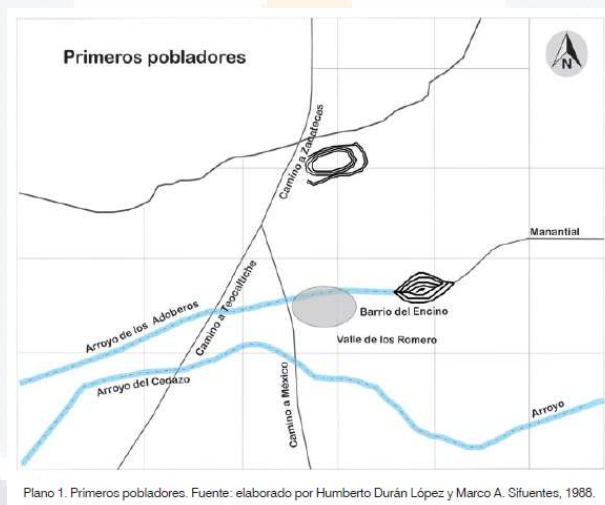 Primeros pobladores
N
Camino a Zacatecas
Manantial
Camino a Teocaltiche
Barrio del Encino
Arroyo de los Adoberos
Valle de los Romero
Arroyo del Cedazo
Camino a México
Arroyo
Plano 1. Primeros pobladores. Fuente: elaborado por Humberto Durán López y Marco A. Sifuentes, 1988.